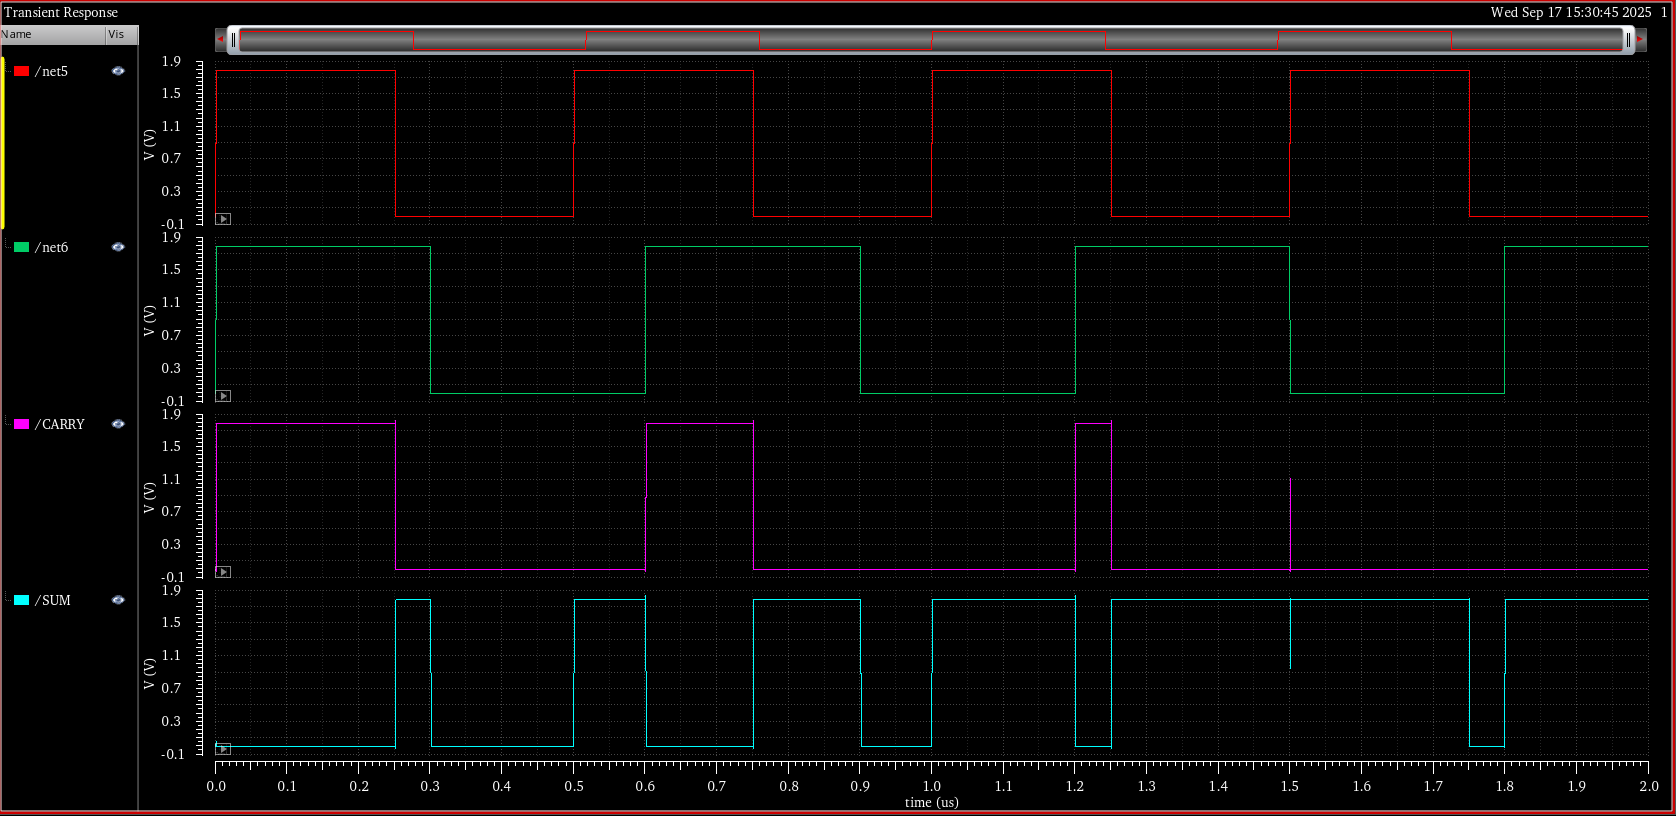 Transient Response
Wed Sep 17 15:30:45 2025 1
Name Vis
/net5
1.9
1.5
1.1
0.7
0.3
-0.1
V (V)
/net6
1.9
1.5
1.1
0.7
0.3
-0.1
V (V)
/CARRY
1.9
1.5
1.1
0.7
0.3
-0.1
V (V)
/SUM
1.9
1.5
1.1
0.7
0.3
-0.1
V (V)
0.0 0.1 0.2 0.3 0.4 0.5 0.6 0.7 0.8 0.9 1.0 1.1 1.2 1.3 1.4 1.5 1.6 1.7 1.8 1.9 2.0
time (us)